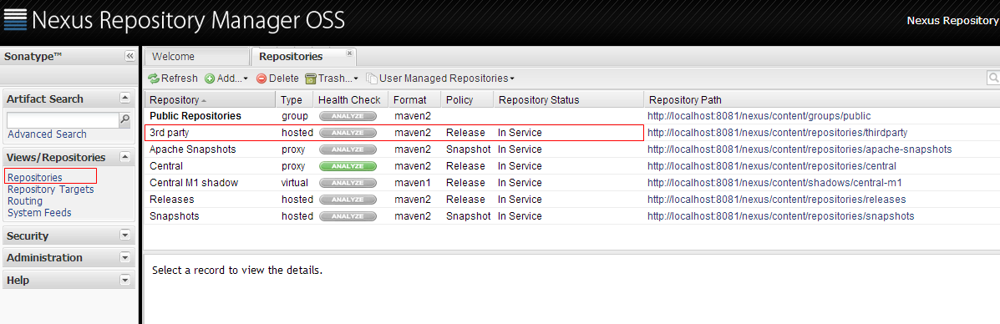 Nexus Repository Manager OSS
Nexus Repository
Sonatype™
Welcome
Repositories
Refresh Add... Delete Trash... User Managed Repositories
Artifact Search
Advanced Search
Views/Repositories
Repositories
Repository Targets
Routing
System Feeds
Security
Administration
Help
Repository Type Health Check Format Policy Repository Status Repository Path
Public Repositories group ANALYZE maven2 http://localhost:8081/nexus/content/groups/public
3rd party hosted ANALYZE maven2 Release In Service http://localhost:8081/nexus/content/repositories/thirdparty
Apache Snapshots proxy ANALYZE maven2 Snapshot In Service http://localhost:8081/nexus/content/repositories/apache-snapshots
Central proxy ANALYZE maven2 Release In Service http://localhost:8081/nexus/content/repositories/central
Central M1 shadow virtual ANALYZE maven1 Release In Service http://localhost:8081/nexus/content/shadows/central-m1
Releases hosted ANALYZE maven2 Release In Service http://localhost:8081/nexus/content/repositories/releases
Snapshots hosted ANALYZE maven2 Snapshot In Service http://localhost:8081/nexus/content/repositories/snapshots
Select a record to view the details.